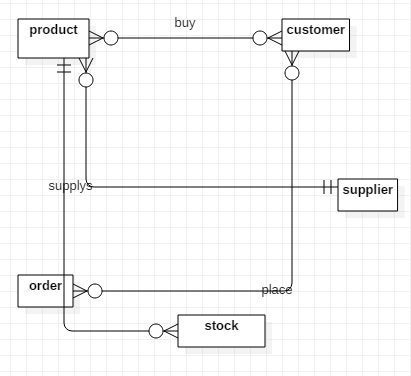 buy
product
customer
supplys
supplier
order
place
stock